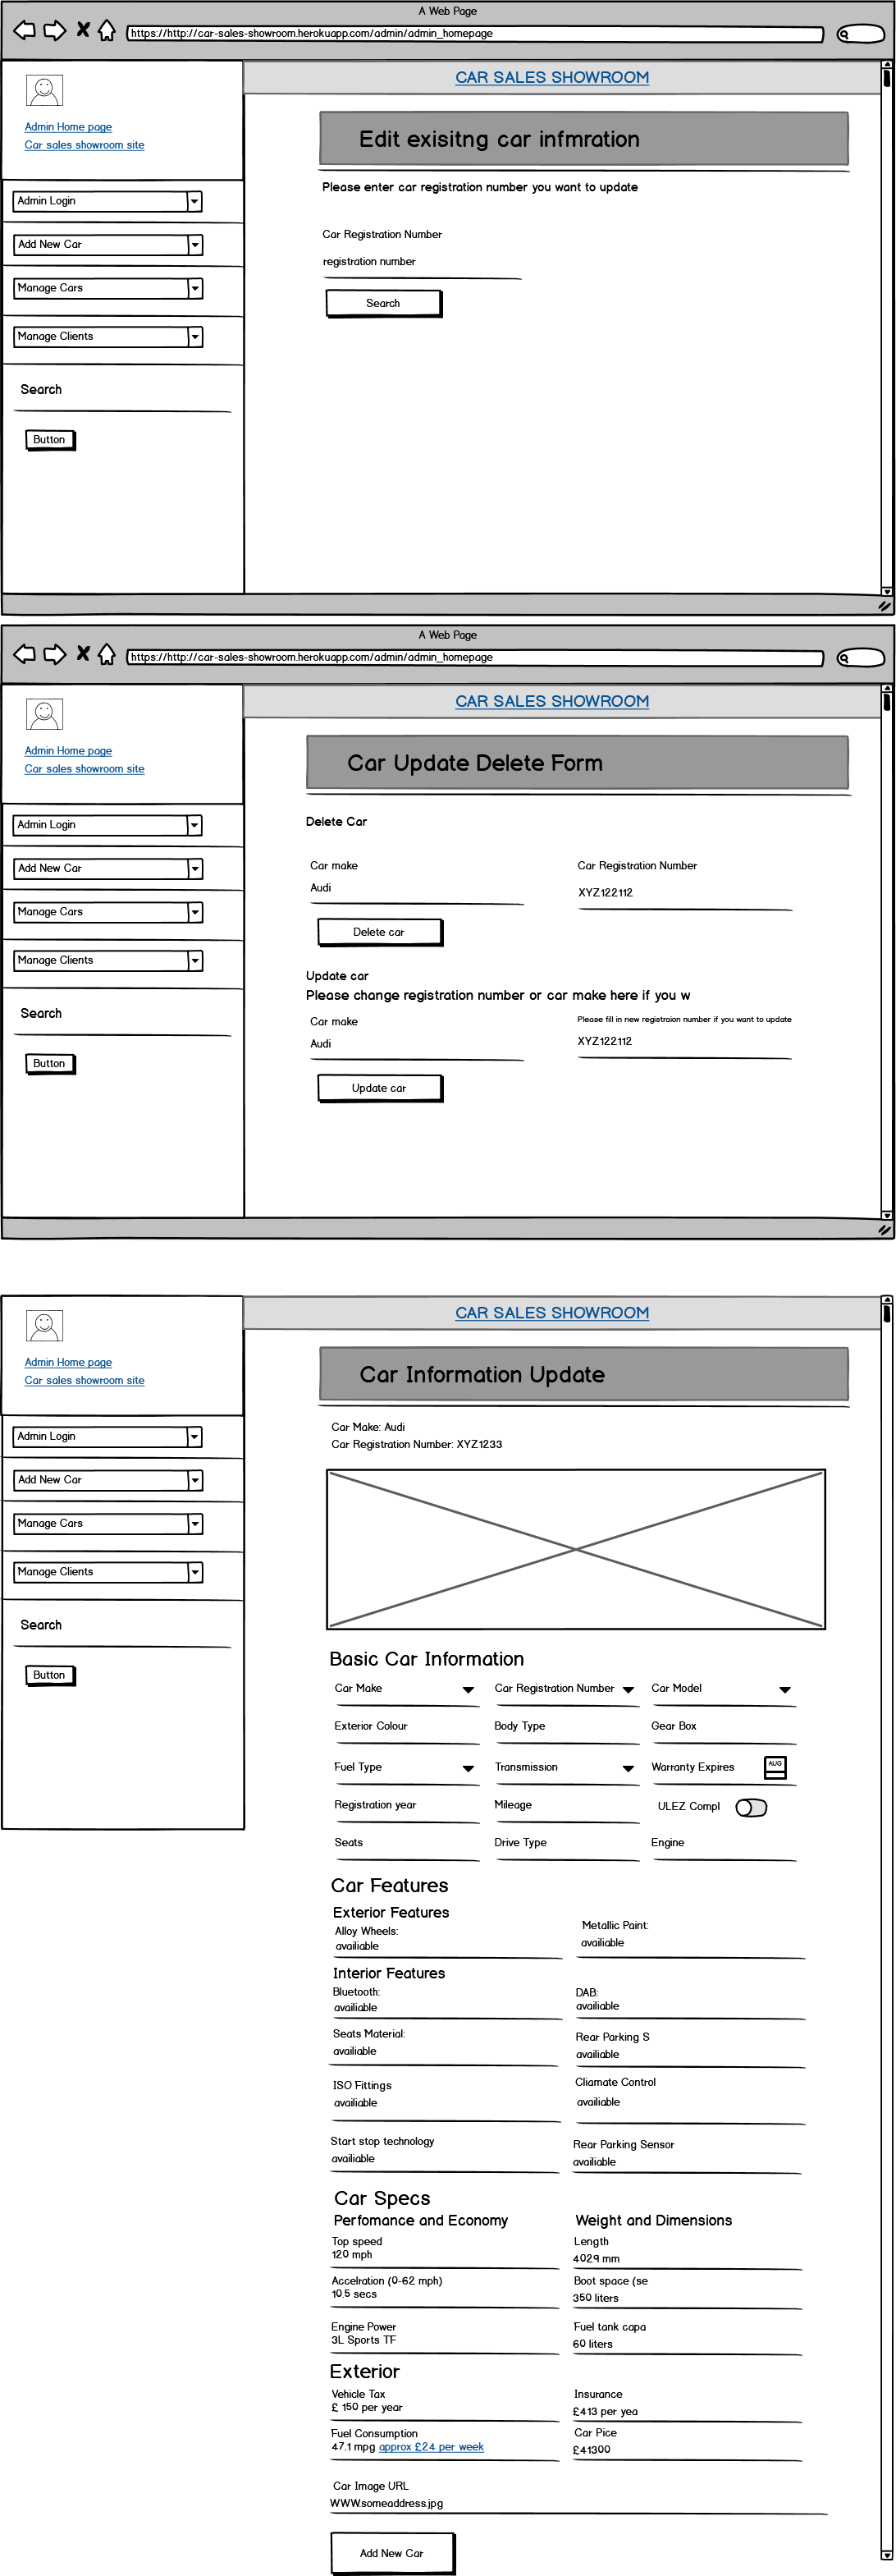 A Web Page
https://http://car-sales-showroom.herokuapp.com/admin/admin_homepage
CAR SALES SHOWROOM
Admin Home page
Car sales showroom site
Admin Login
Add New Car
Manage Cars
Manage Clients
Search
Button
Edit exisitng car infmration
Please enter car registration number you want to update
Car Registration Number
registration number
Search
A Web Page
https://http://car-sales-showroom.herokuapp.com/admin/admin_homepage
CAR SALES SHOWROOM
Admin Home page
Car sales showroom site
Admin Login
Add New Car
Manage Cars
Manage Clients
Search
Button
Car Update Delete Form
Delete Car
Car make
Car Registration Number
Audi
XYZ122112
Delete car
Update car
Please change registration number or car make here if you w
Car make
Please fill in new registraion number if you want to update
Audi
XYZ122112
Update car
CAR SALES SHOWROOM
Admin Home page
Car sales showroom site
Admin Login
Add New Car
Manage Cars
Manage Clients
Search
Button
Car Information Update
Car Make: Audi
Car Registration Number: XYZ1233
Basic Car Information
Car Make
Car Registration Number
Car Model
Exterior Colour
Body Type
Gear Box
Fuel Type
Transmission
Warranty Expires
AUG
Registration year
Mileage
ULEZ Compl
Seats
Drive Type
Engine
Car Features
Exterior Features
Alloy Wheels:
availiable
Metallic Paint:
availiable
Interior Features
Bluetooth:
availiable
DAB:
availiable
Seats Material:
availiable
Rear Parking S
availiable
ISO Fittings
availiable
Cliamate Control
availiable
Start stop technology
availiable
Rear Parking Sensor
availiable
Car Specs
Perfomance and Economy
Weight and Dimensions
Top speed
120 mph
Length
4029 mm
Accelration (0-62 mph)
10.5 secs
Boot space (se
350 liters
Engine Power
3L Sports TF
Fuel tank capa
60 liters
Exterior
Vehicle Tax
£ 150 per year
Insurance
£413 per yea
Fuel Consumption
47.1 mpg approx £24 per week
Car Pice
£41300
Car Image URL
WWW.someaddress.jpg
Add New Car